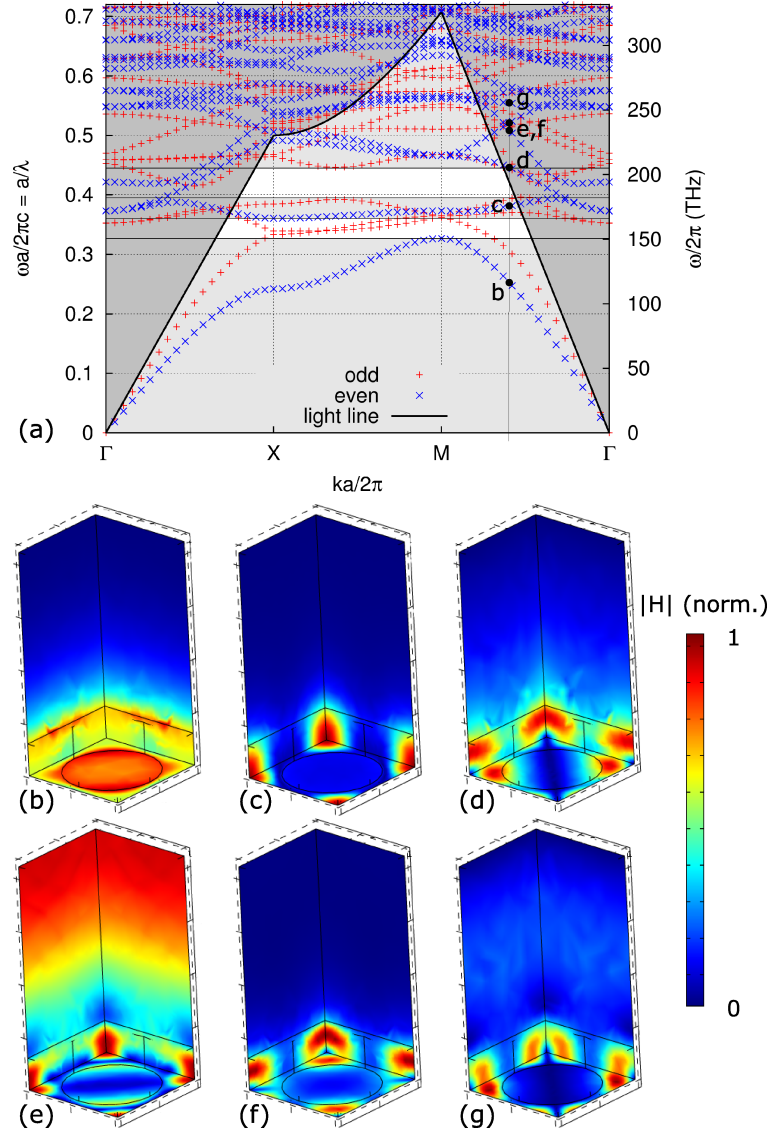 0.7
0.6
0.5
0.4
0.3
0.2
0.1
0
ωa/2πc = a/λ
300
250
200
150
100
50
0
ω/2π (THz)
g
e,f
d
c
b
odd
even
light line
(a)
Γ X M Γ
ka/2π
|H| (norm.)
1
0
(b) (c) (d)
(e) (f) (g)